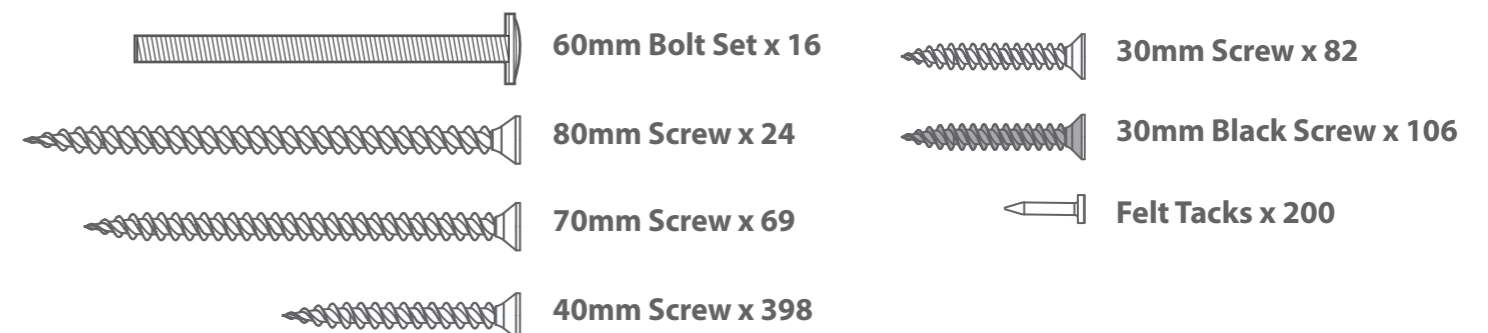 60mm Bolt Set x 16
80mm Screw x 24
70mm Screw x 69
40mm Screw x 398
30mm Screw x 82
30mm Black Screw x 106
Felt Tacks x 200